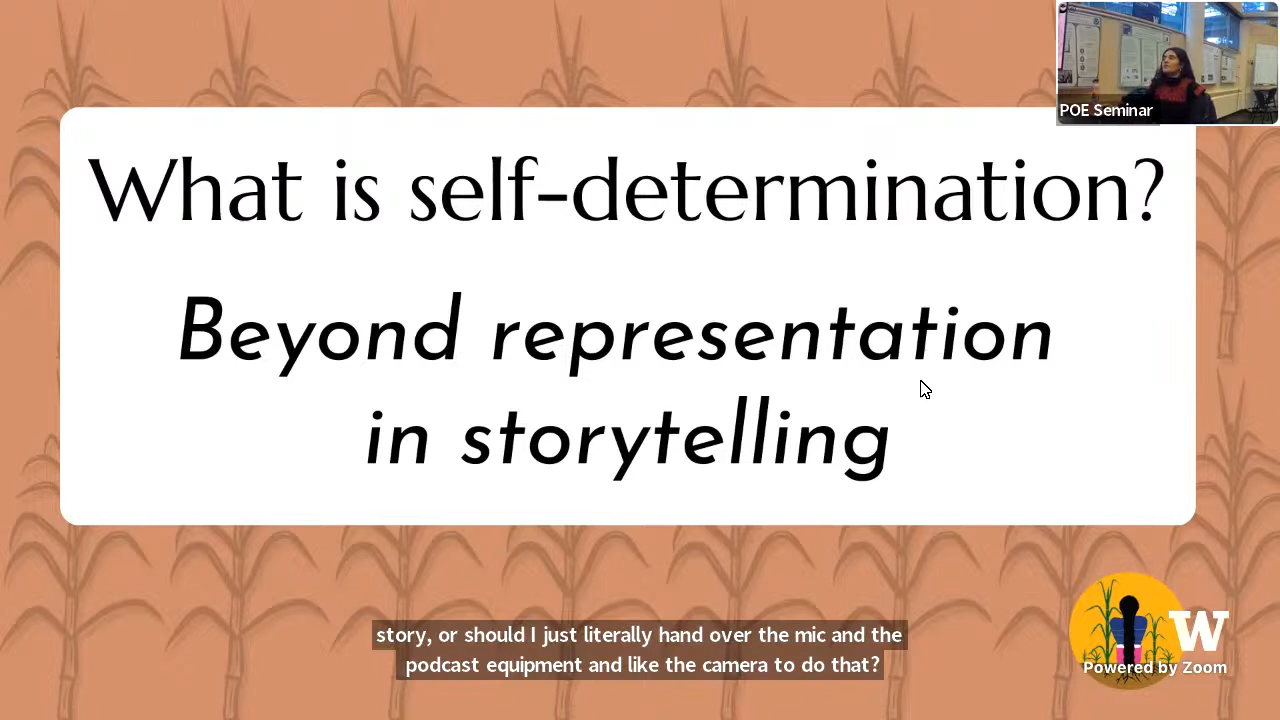 POE Seminar
What is self-determination?
Beyond representation
in storytelling
story, or should I just literally hand over the mic and the
podcast equipment and like the camera to do that?
W
Powered by Zoom